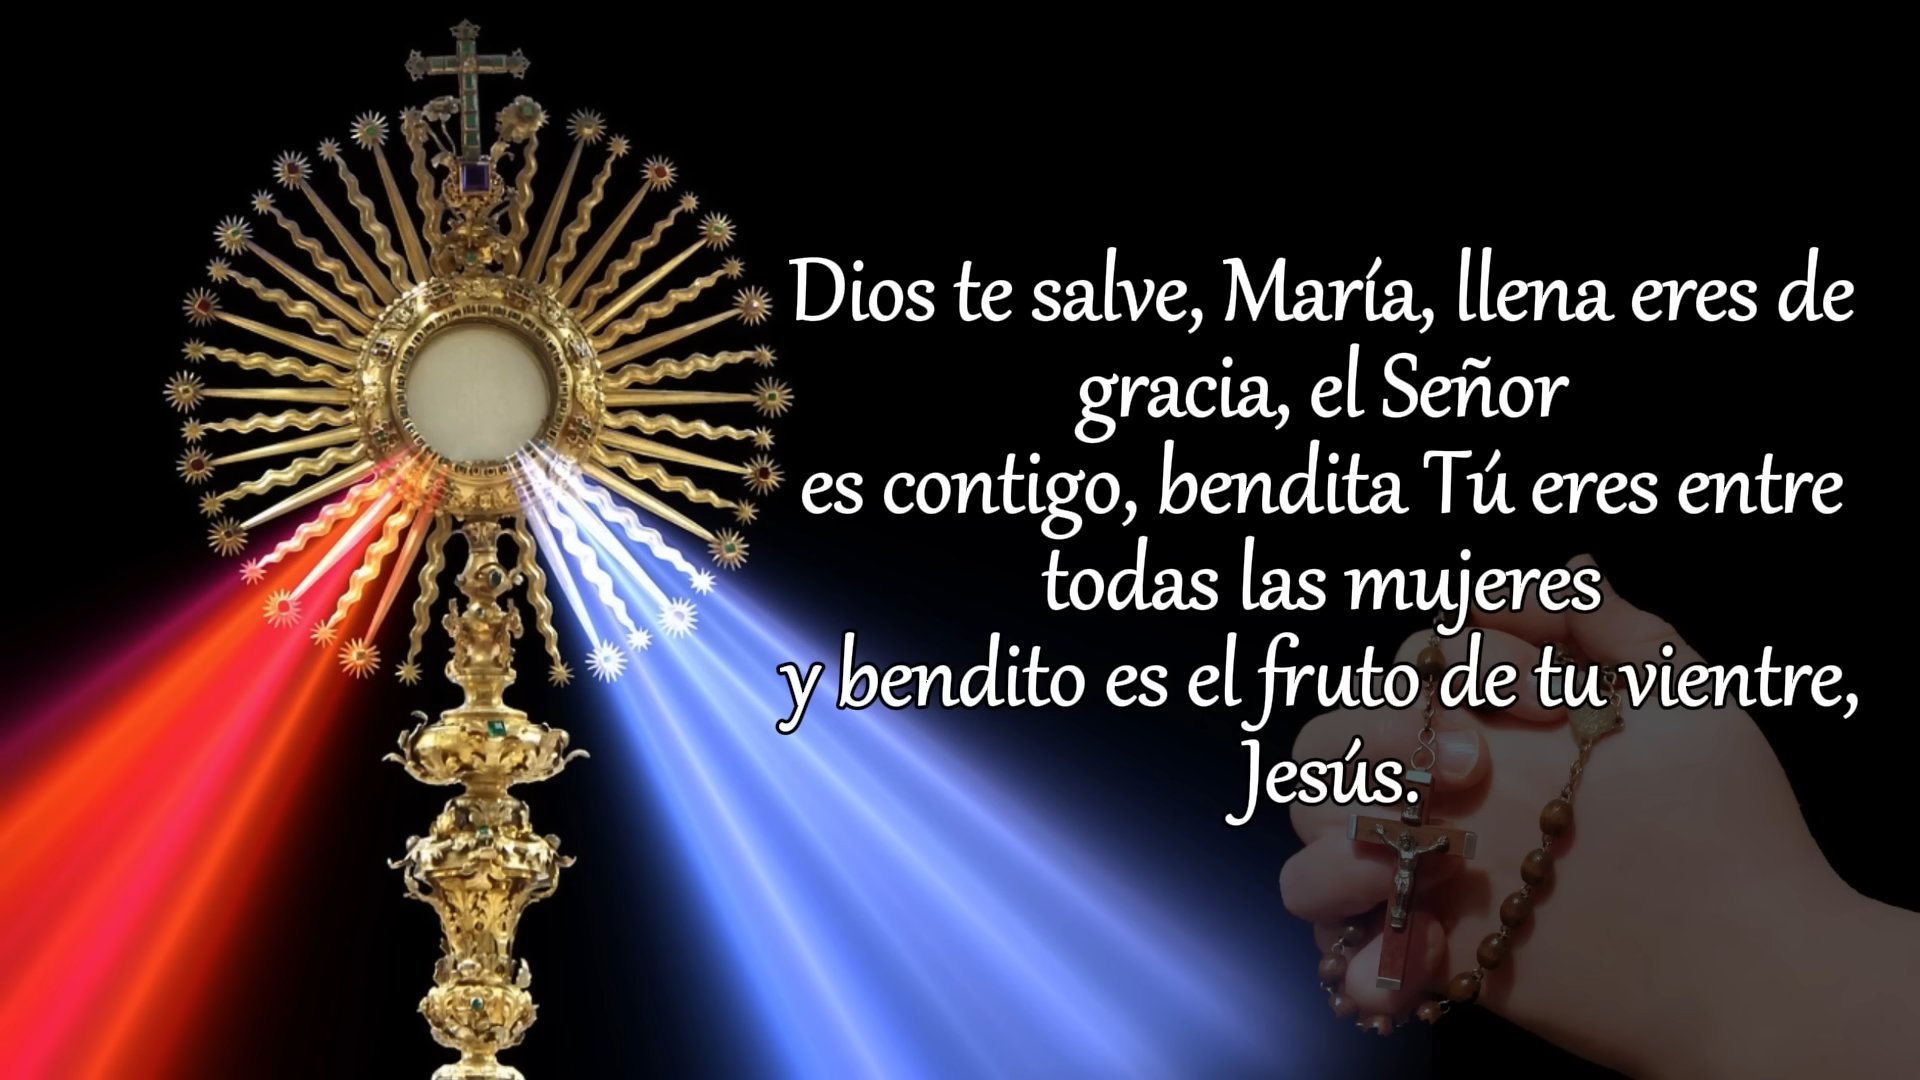 Dios te salve, María, llena eres de
gracia, el Señor
es contigo, bendita Tú eres entre
todas las mujeres
y bendito es el fruto de tu vientre,
Jesús.